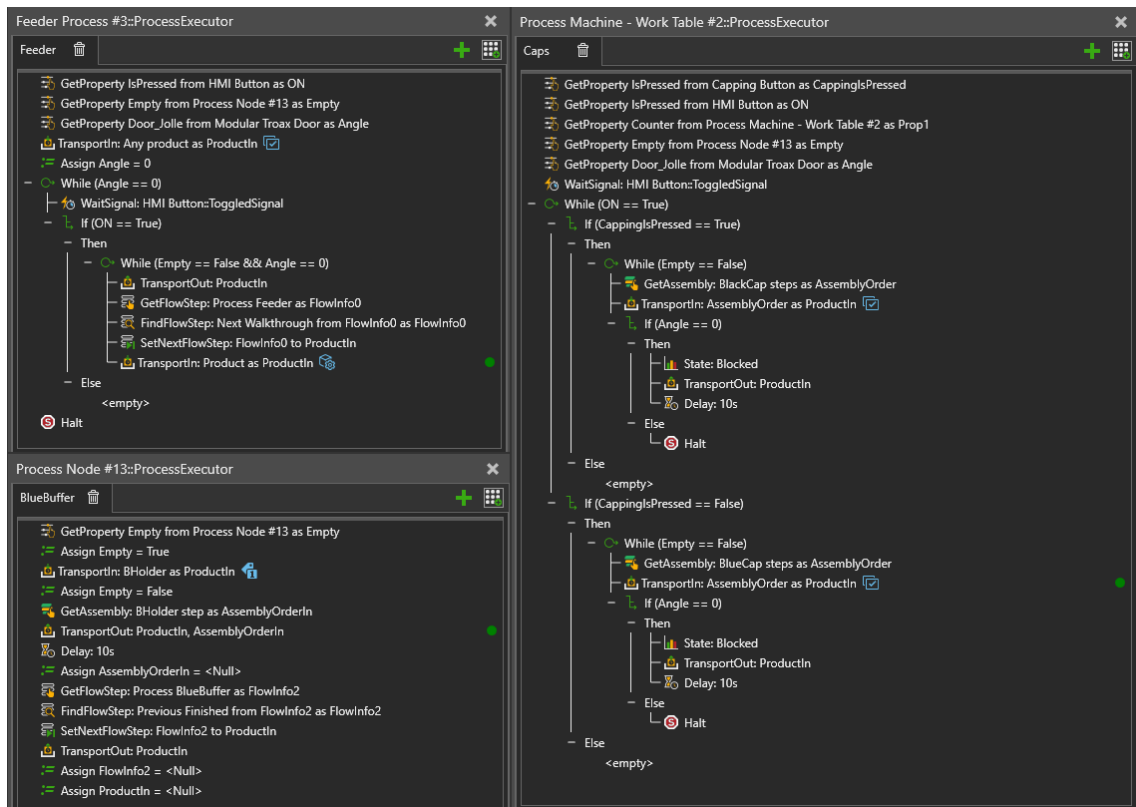 Feeder Process #3::ProcessExecutor
Feeder
GetProperty IsPressed from HMI Button as ON
GetProperty Empty from Process Node #13 as Empty
GetProperty Door_Jolle from Modular Troax Door as Angle
TransportIn: Any product as ProductIn
Assign Angle = 0
While (Angle == 0)
WaitSignal: HMI Button::ToggledSignal
If (ON == True)
Then
While (Empty == False && Angle == 0)
TransportOut: ProductIn
GetFlowStep: Process Feeder as FlowInfo0
FindFlowStep: Next Walkthrough from FlowInfo0 as FlowInfo0
SetNextFlowStep: FlowInfo0 to ProductIn
TransportIn: Product as ProductIn
Else
<empty>
Halt
Process Node #13::ProcessExecutor
BlueBuffer
GetProperty Empty from Process Node #13 as Empty
Assign Empty = True
TransportIn: BHolder as ProductIn
Assign Empty = False
GetAssembly: BHolder step as AssemblyOrderIn
TransportOut: ProductIn, AssemblyOrderIn
Delay: 10s
Assign AssemblyOrderIn = <Null>
GetFlowStep: Process BlueBuffer as FlowInfo2
FindFlowStep: Previous Finished from FlowInfo2 as FlowInfo2
SetNextFlowStep: FlowInfo2 to ProductIn
TransportOut: ProductIn
Assign FlowInfo2 = <Null>
Assign ProductIn = <Null>
Process Machine - Work Table #2::ProcessExecutor
Caps
GetProperty IsPressed from Capping Button as CappingIsPressed
GetProperty IsPressed from HMI Button as ON
GetProperty Counter from Process Machine - Work Table #2 as Prop1
GetProperty Empty from Process Node #13 as Empty
GetProperty Door_Jolle from Modular Troax Door as Angle
WaitSignal: HMI Button::ToggledSignal
While (ON == True)
If (CappingIsPressed == True)
Then
While (Empty == False)
GetAssembly: BlackCap steps as AssemblyOrder
TransportIn: AssemblyOrder as ProductIn
If (Angle == 0)
Then
State: Blocked
TransportOut: ProductIn
Delay: 10s
Else
Halt
Else
<empty>
If (CappingIsPressed == False)
Then
While (Empty == False)
GetAssembly: BlueCap steps as AssemblyOrder
TransportIn: AssemblyOrder as ProductIn
If (Angle == 0)
Then
State: Blocked
TransportOut: ProductIn
Delay: 10s
Else
Halt
Else
<empty>